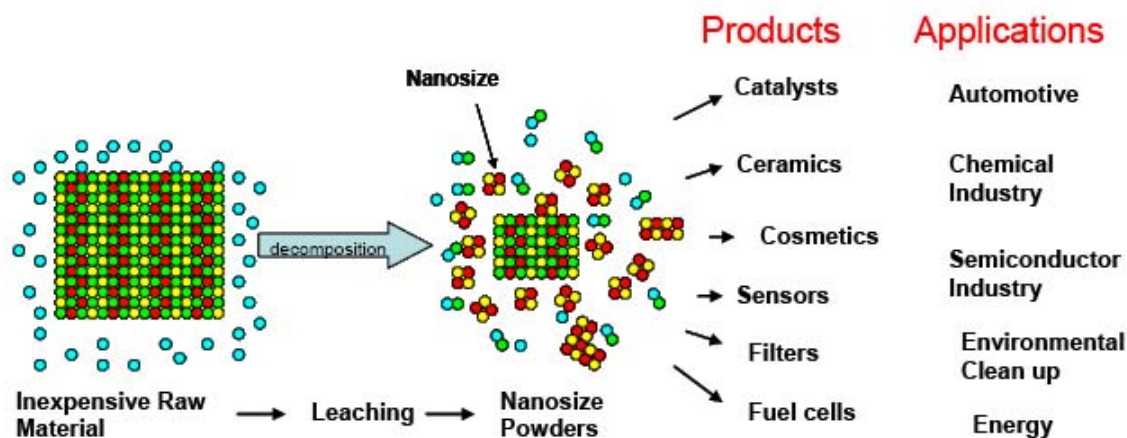 Products
Applications
Nanosize
Catalysts
Automotive
Ceramics
Chemical
Industry
Cosmetics
Semiconductor
Industry
Sensors
decomposition
Filters
Environmental
Clean up
Fuel cells
Energy
Inexpensive Raw
Material
Leaching
Nanosize
Powders